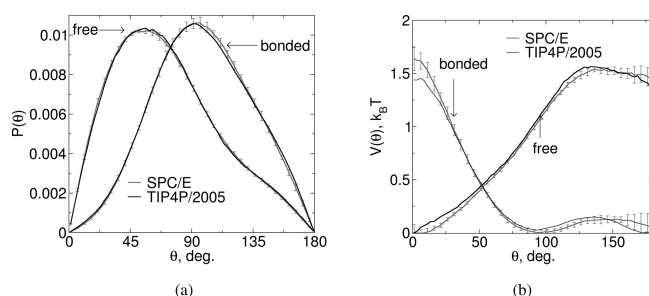 0.01
0.008
0.006
0.004
0.002
0
P(θ)
free
bonded
SPC/E
TIP4P/2005
0 45 90 135 180
θ, deg.
(a)
2
1.5
1
0.5
0
V(θ), k_BT
SPC/E
TIP4P/2005
bonded
free
0 50 100 150
θ, deg.
(b)